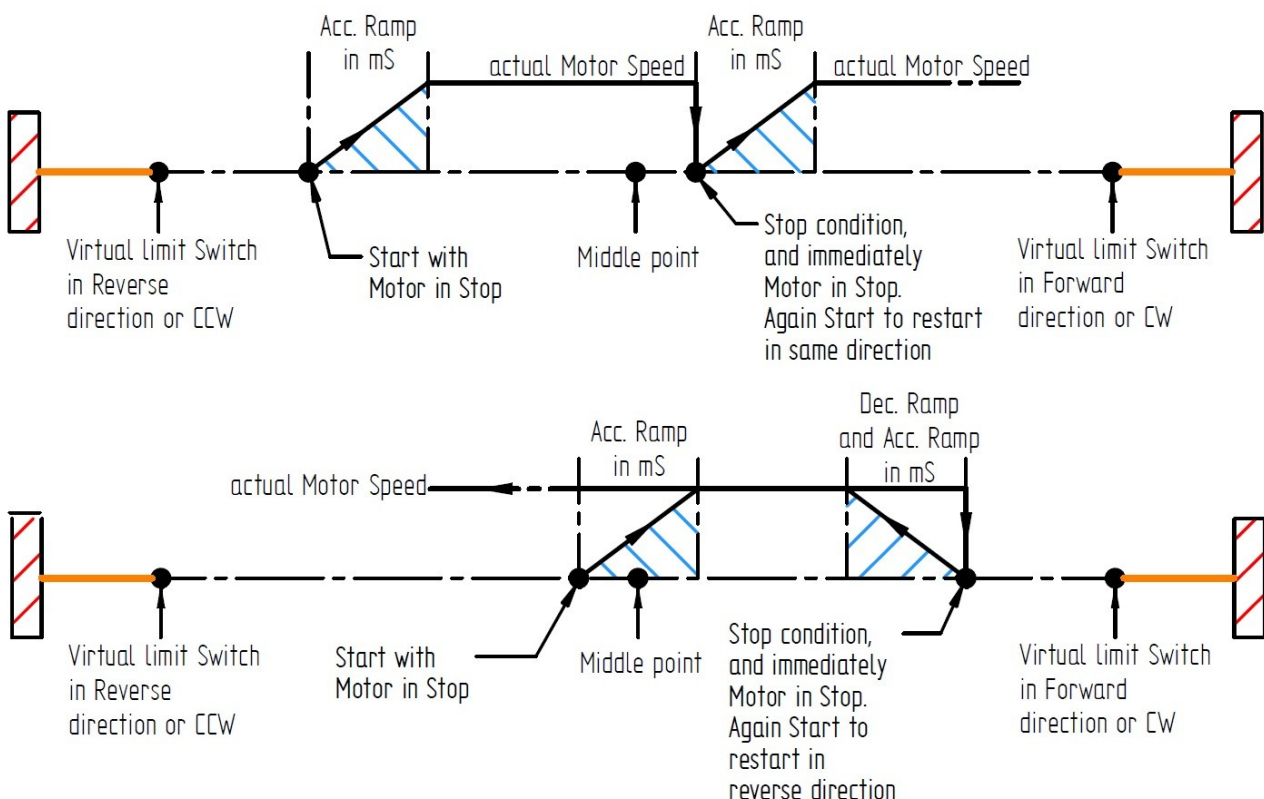 Acc. Ramp
in mS
actual Motor Speed
Acc. Ramp
in mS
actual Motor Speed
Virtual limit Switch
in Reverse
direction or CCW
Start with
Motor in Stop
Middle point
Stop condition,
and immediately
Motor in Stop.
Again Start to restart
in same direction
Virtual limit Switch
in Forward
direction or CW
actual Motor Speed
Acc. Ramp
in mS
Dec. Ramp
and Acc. Ramp
in mS
Virtual limit Switch
in Reverse
direction or CCW
Start with
Motor in Stop
Middle point
Stop condition,
and immediately
Motor in Stop.
Again Start to
restart in
reverse direction
Virtual limit Switch
in Forward
direction or CW